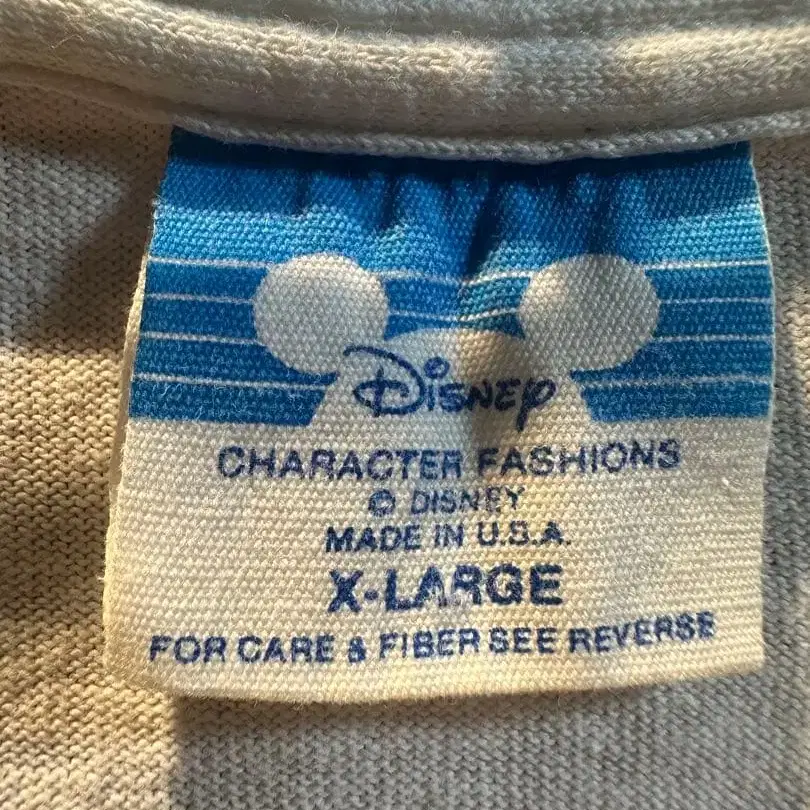 Disney
CHARACTER FASHIONS
© DISNEY
MADE IN U.S.A.
X-LARGE
FOR CARE & FIBER SEE REVERSE